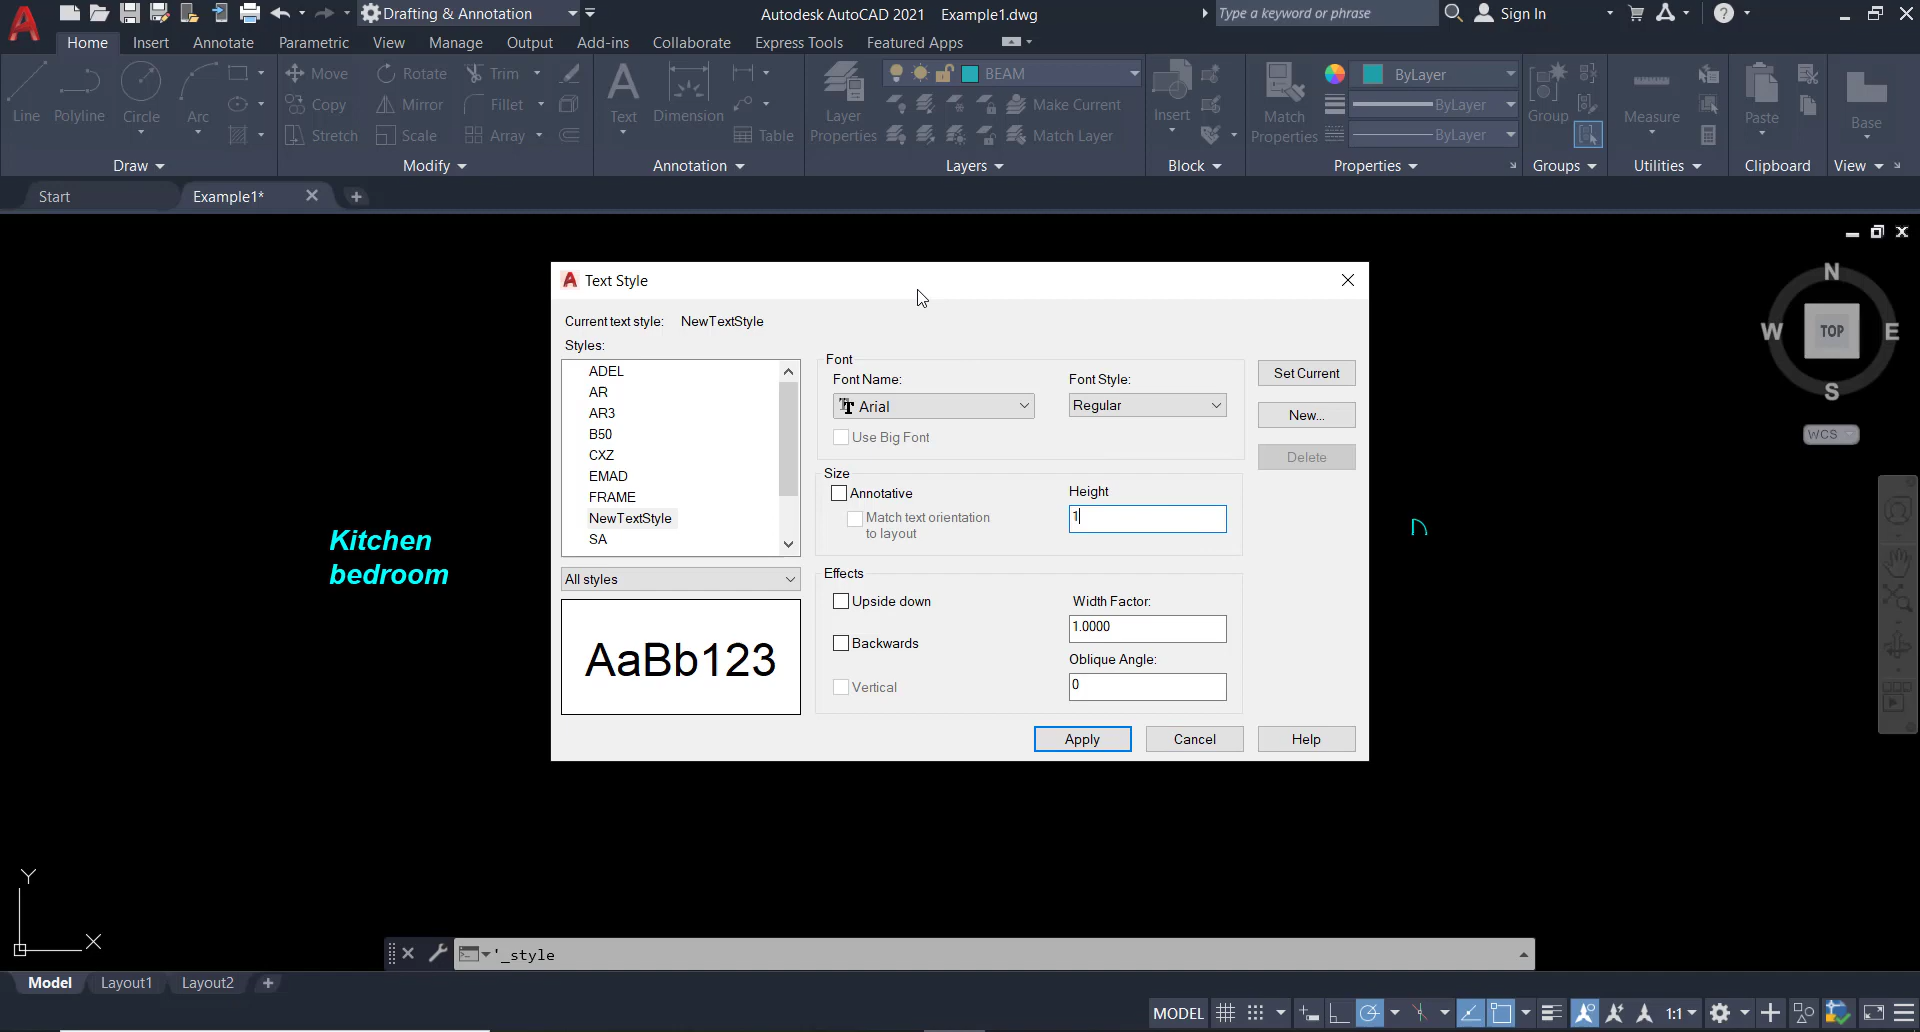 Drafting & Annotation
Autodesk AutoCAD 2021 Example1.dwg
Type a keyword or phrase
Sign In
Home Insert Annotate Parametric View Manage Output Add-ins Collaborate Express Tools Featured Apps
Line
Polyline
Circle
Arc
Draw
Move
Rotate
Trim
Copy
Mirror
Fillet
Stretch
Scale
Array
Modify
Text
Dimension
Table
Annotation
Layer
Properties
BEAM
Make Current
Match Layer
Layers
Insert
Block
Match
Properties
ByLayer
ByLayer
ByLayer
Properties
Group
Groups
Measure
Utilities
Paste
Clipboard
Base
View
Start
Example1*
N
W
TOP
E
S
WCS
Kitchen
bedroom
Text Style
Current text style: NewTextStyle
Styles:
ADEL
AR
AR3
B50
CXZ
EMAD
FRAME
NewTextStyle
SA
All styles
AaBb123
Font
Font Name:
Arial
Use Big Font
Font Style:
Regular
Set Current
New...
Delete
Size
Annotative
Match text orientation
to layout
Height
1
Effects
Upside down
Backwards
Vertical
Width Factor:
1.0000
Oblique Angle:
0
Apply
Cancel
Help
Y
X
'_style
Model
Layout1
Layout2
MODEL
1:1